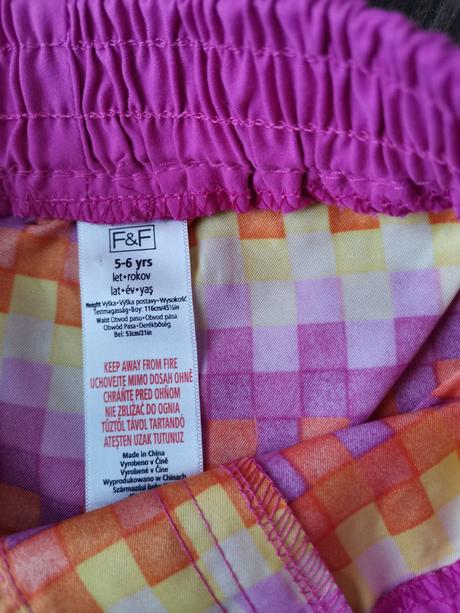 F&F
5-6 yrs
let•rokov
lat•év•yaş
Height Výška•Výška postavy•Wysokość
Testmagasság•Boy: 116cm/45½in
Waist Obvod pasu•Obvod pása
Obwód Pasa•Derékbőség
Bel: 53cm/21in
KEEP AWAY FROM FIRE
UCHOVEJTE MIMO DOSAH OHNĚ
CHRÁŇTE PRED OHŇOM
NIE ZBLIŻAĆ DO OGNIA
TŰZTŐL TÁVOL TARTANDÓ
ATEŞTEN UZAK TUTUNUZ
Made in China
Vyrobeno v Číně
Vyrobené v Číne
Wyprodukowano w Chinach
Származási